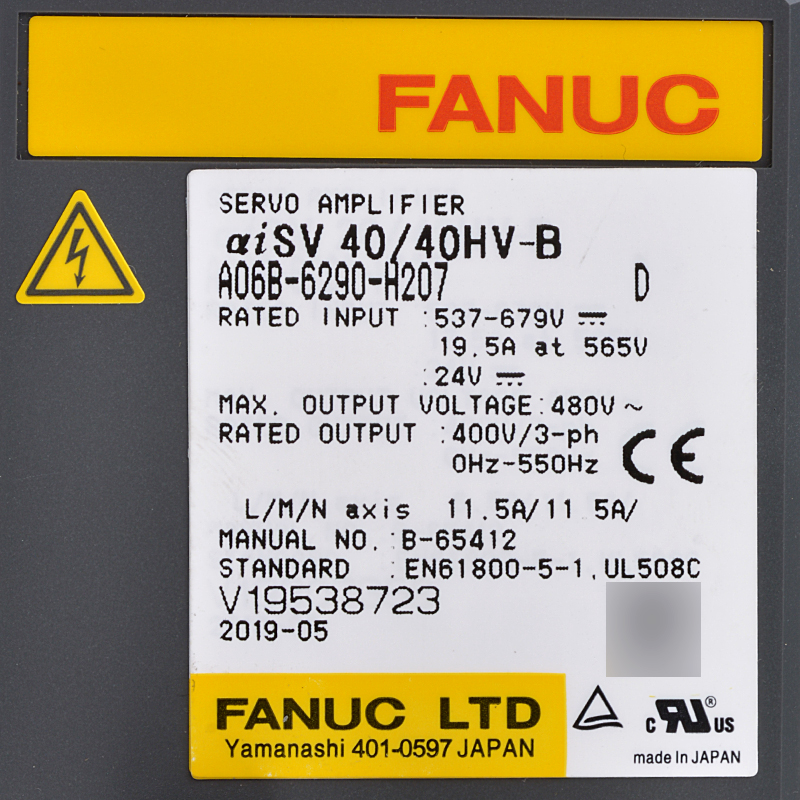 FANUC
SERVO AMPLIFIER
αiSV 40/40HV-B
A06B-6290-H207 D
RATED INPUT :537-679V ⎓
19.5A at 565V
:24V ⎓
MAX. OUTPUT VOLTAGE:480V ~
RATED OUTPUT :400V/3-ph
0Hz-550Hz
CE
L/M/N axis 11.5A/11 5A/
MANUAL NO. :B-65412
STANDARD :EN61800-5-1, UL508C
V19538723
2019-05
FANUC LTD
Yamanashi 401-0597 JAPAN
c RU ® US
made In JAPAN